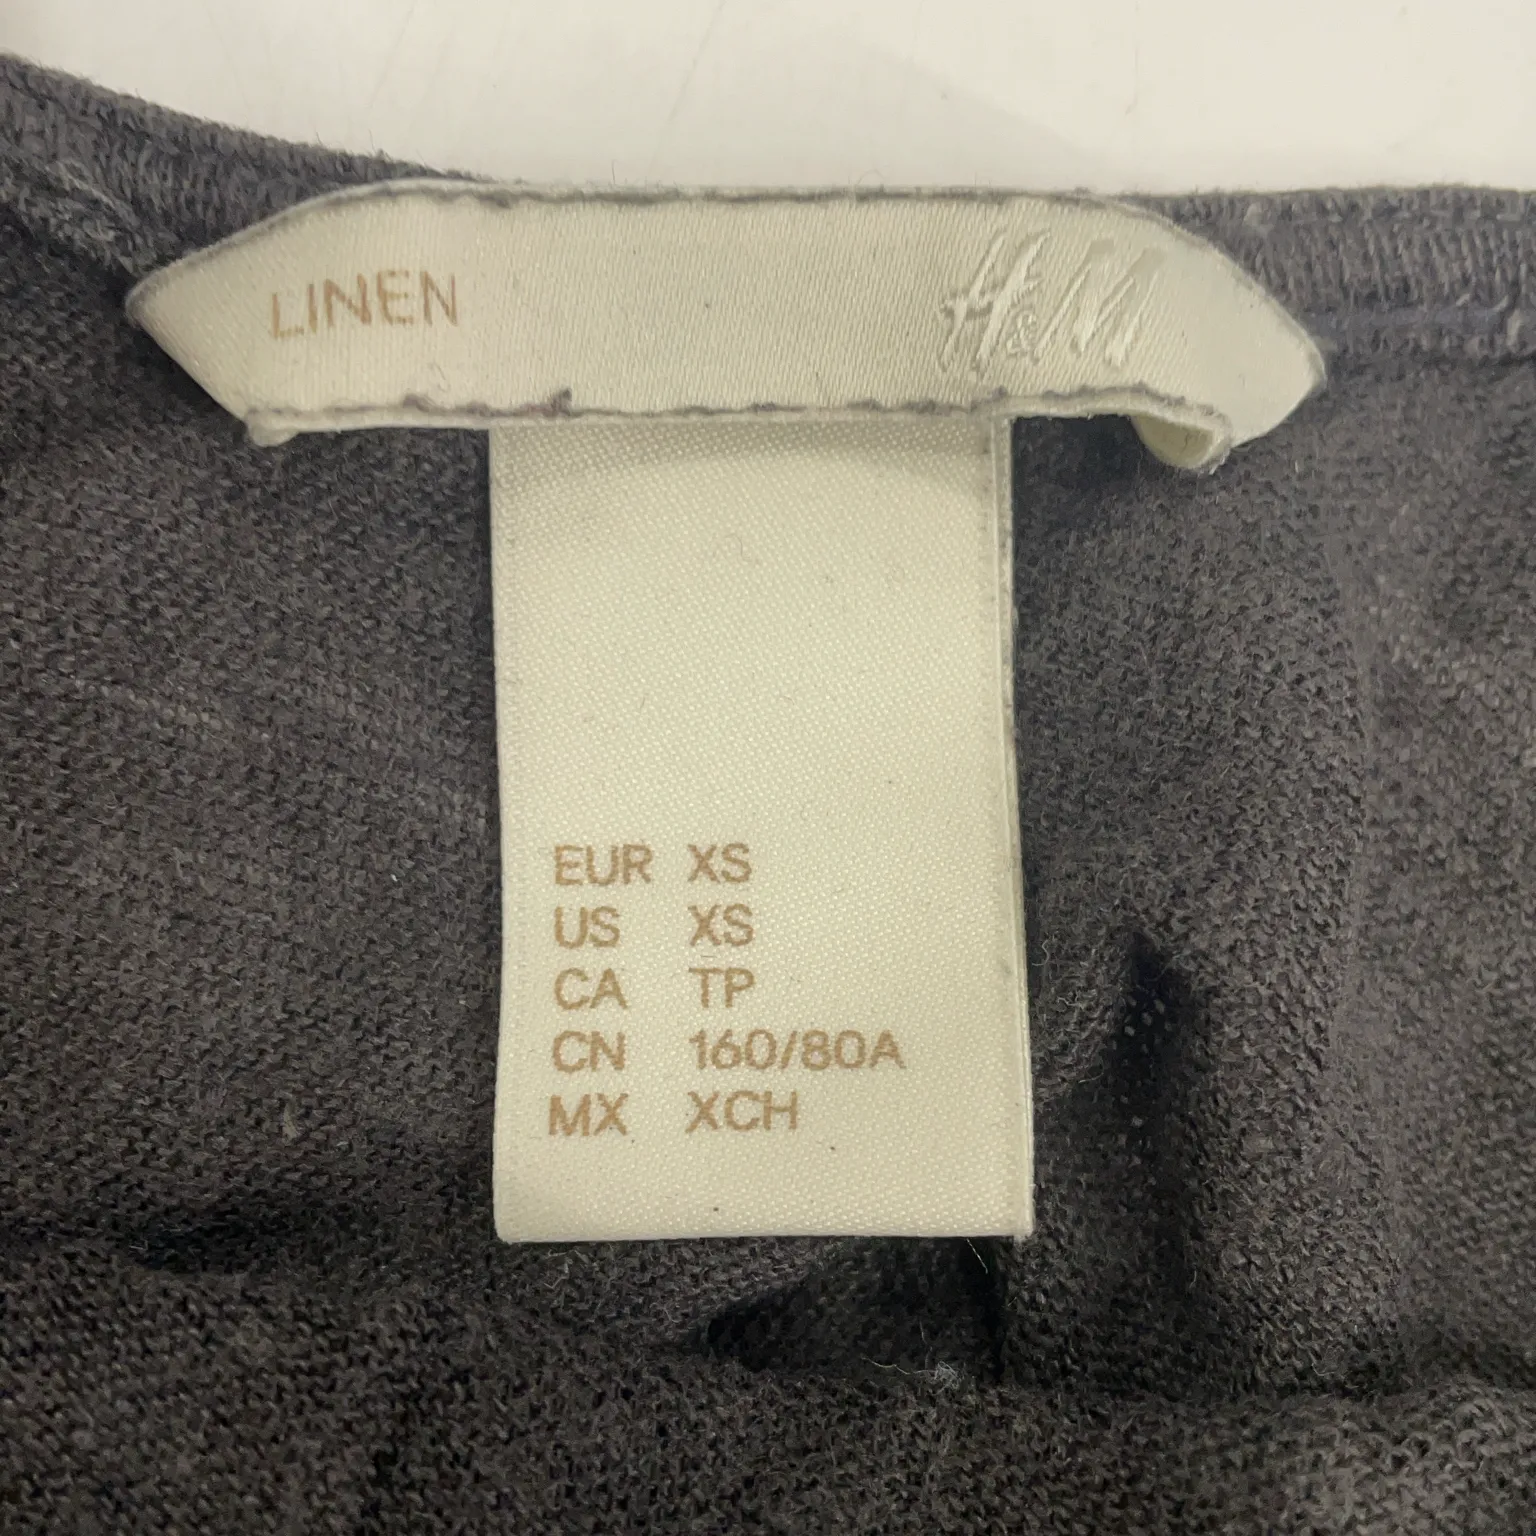 LINEN H&M
EUR XS
US XS
CA TP
CN 160/80A
MX XCH